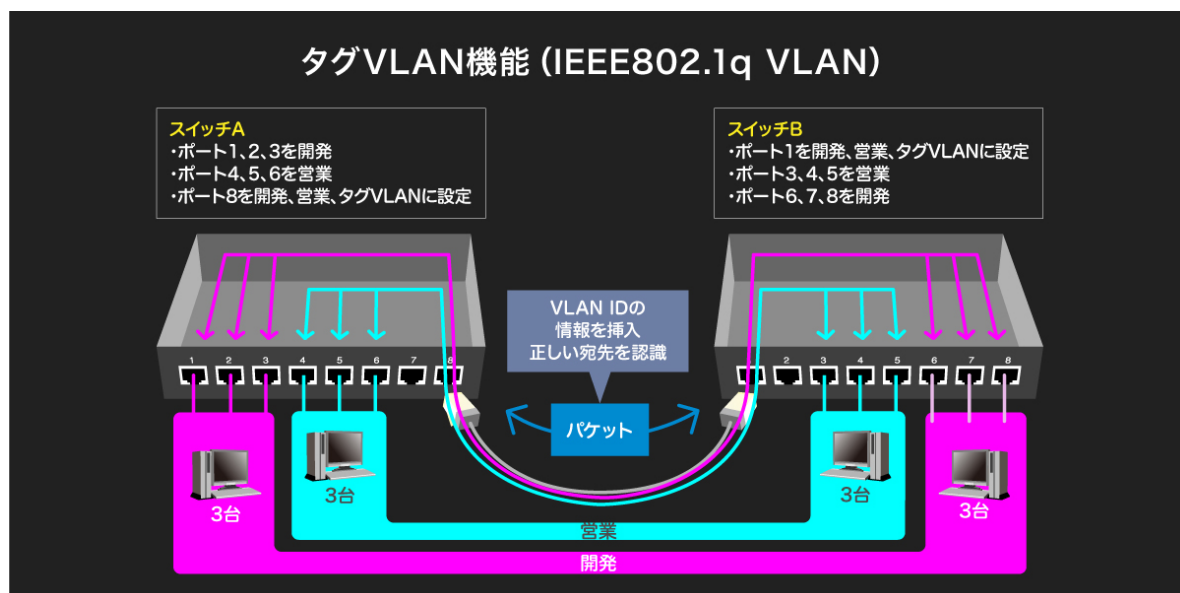 タグVLAN機能（IEEE802.1q VLAN）
スイッチA
・ポート1、2、3を開発
・ポート4、5、6を営業
・ポート8を開発、営業、タグVLANに設定
スイッチB
・ポート1を開発、営業、タグVLANに設定
・ポート3、4、5を営業
・ポート6、7、8を開発
VLAN IDの
情報を挿入
正しい宛先を認識
1 2 3 4 5 6 7 8
1 2 3 4 5 6 7 8
パケット
3台
3台
3台
3台
営業
開発